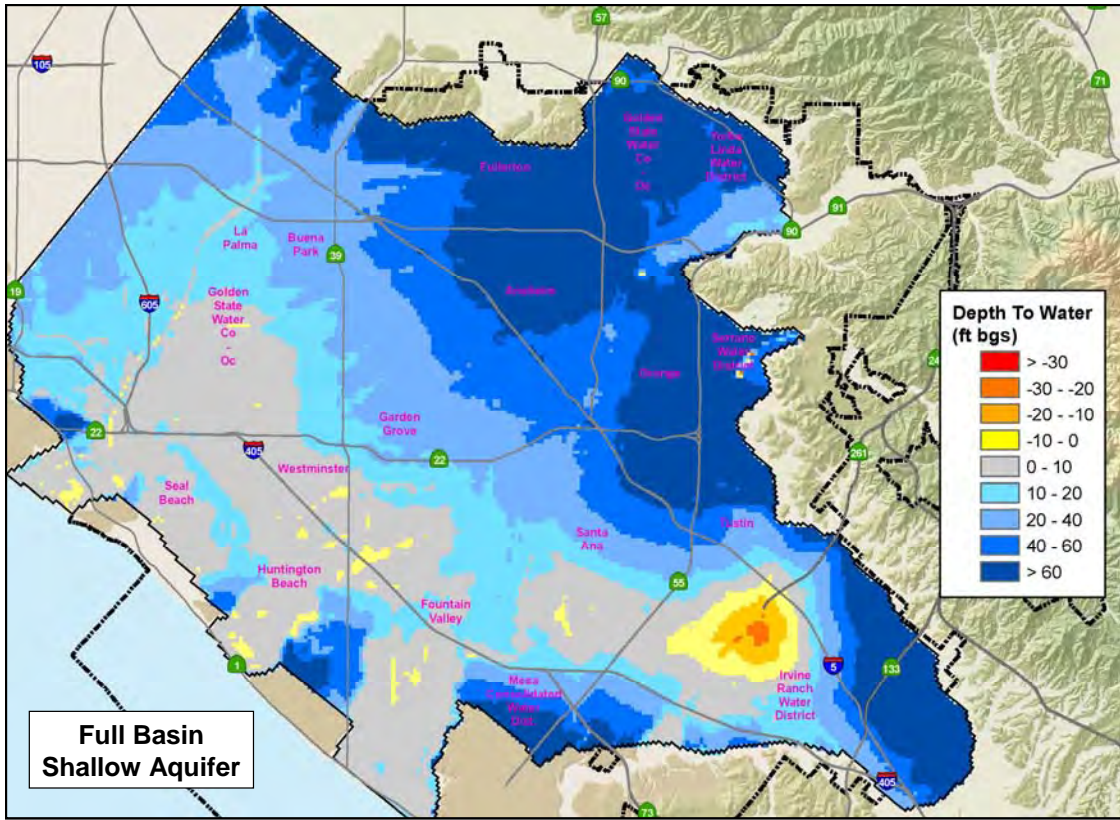 57
105
90
71
Golden
State
Water
Co
-
Oc
Yorba
Linda
Water
District
Fullerton
91
90
La
Palma
Buena
Park
39
19
605
Golden
State
Water
Co
-
Oc
Anaheim
Serrano
Water
District
Orange
Depth To Water
(ft bgs)
> -30
-30 - -20
-20 - -10
-10 - 0
0 - 10
10 - 20
20 - 40
40 - 60
> 60
24
Garden
Grove
22
405
22
261
Westminster
Seal
Beach
Santa
Ana
Tustin
Huntington
Beach
55
Fountain
Valley
1
5
133
Mesa
Consolidated
Water
Dist.
Irvine
Ranch
Water
District
405
73
Full Basin
Shallow Aquifer